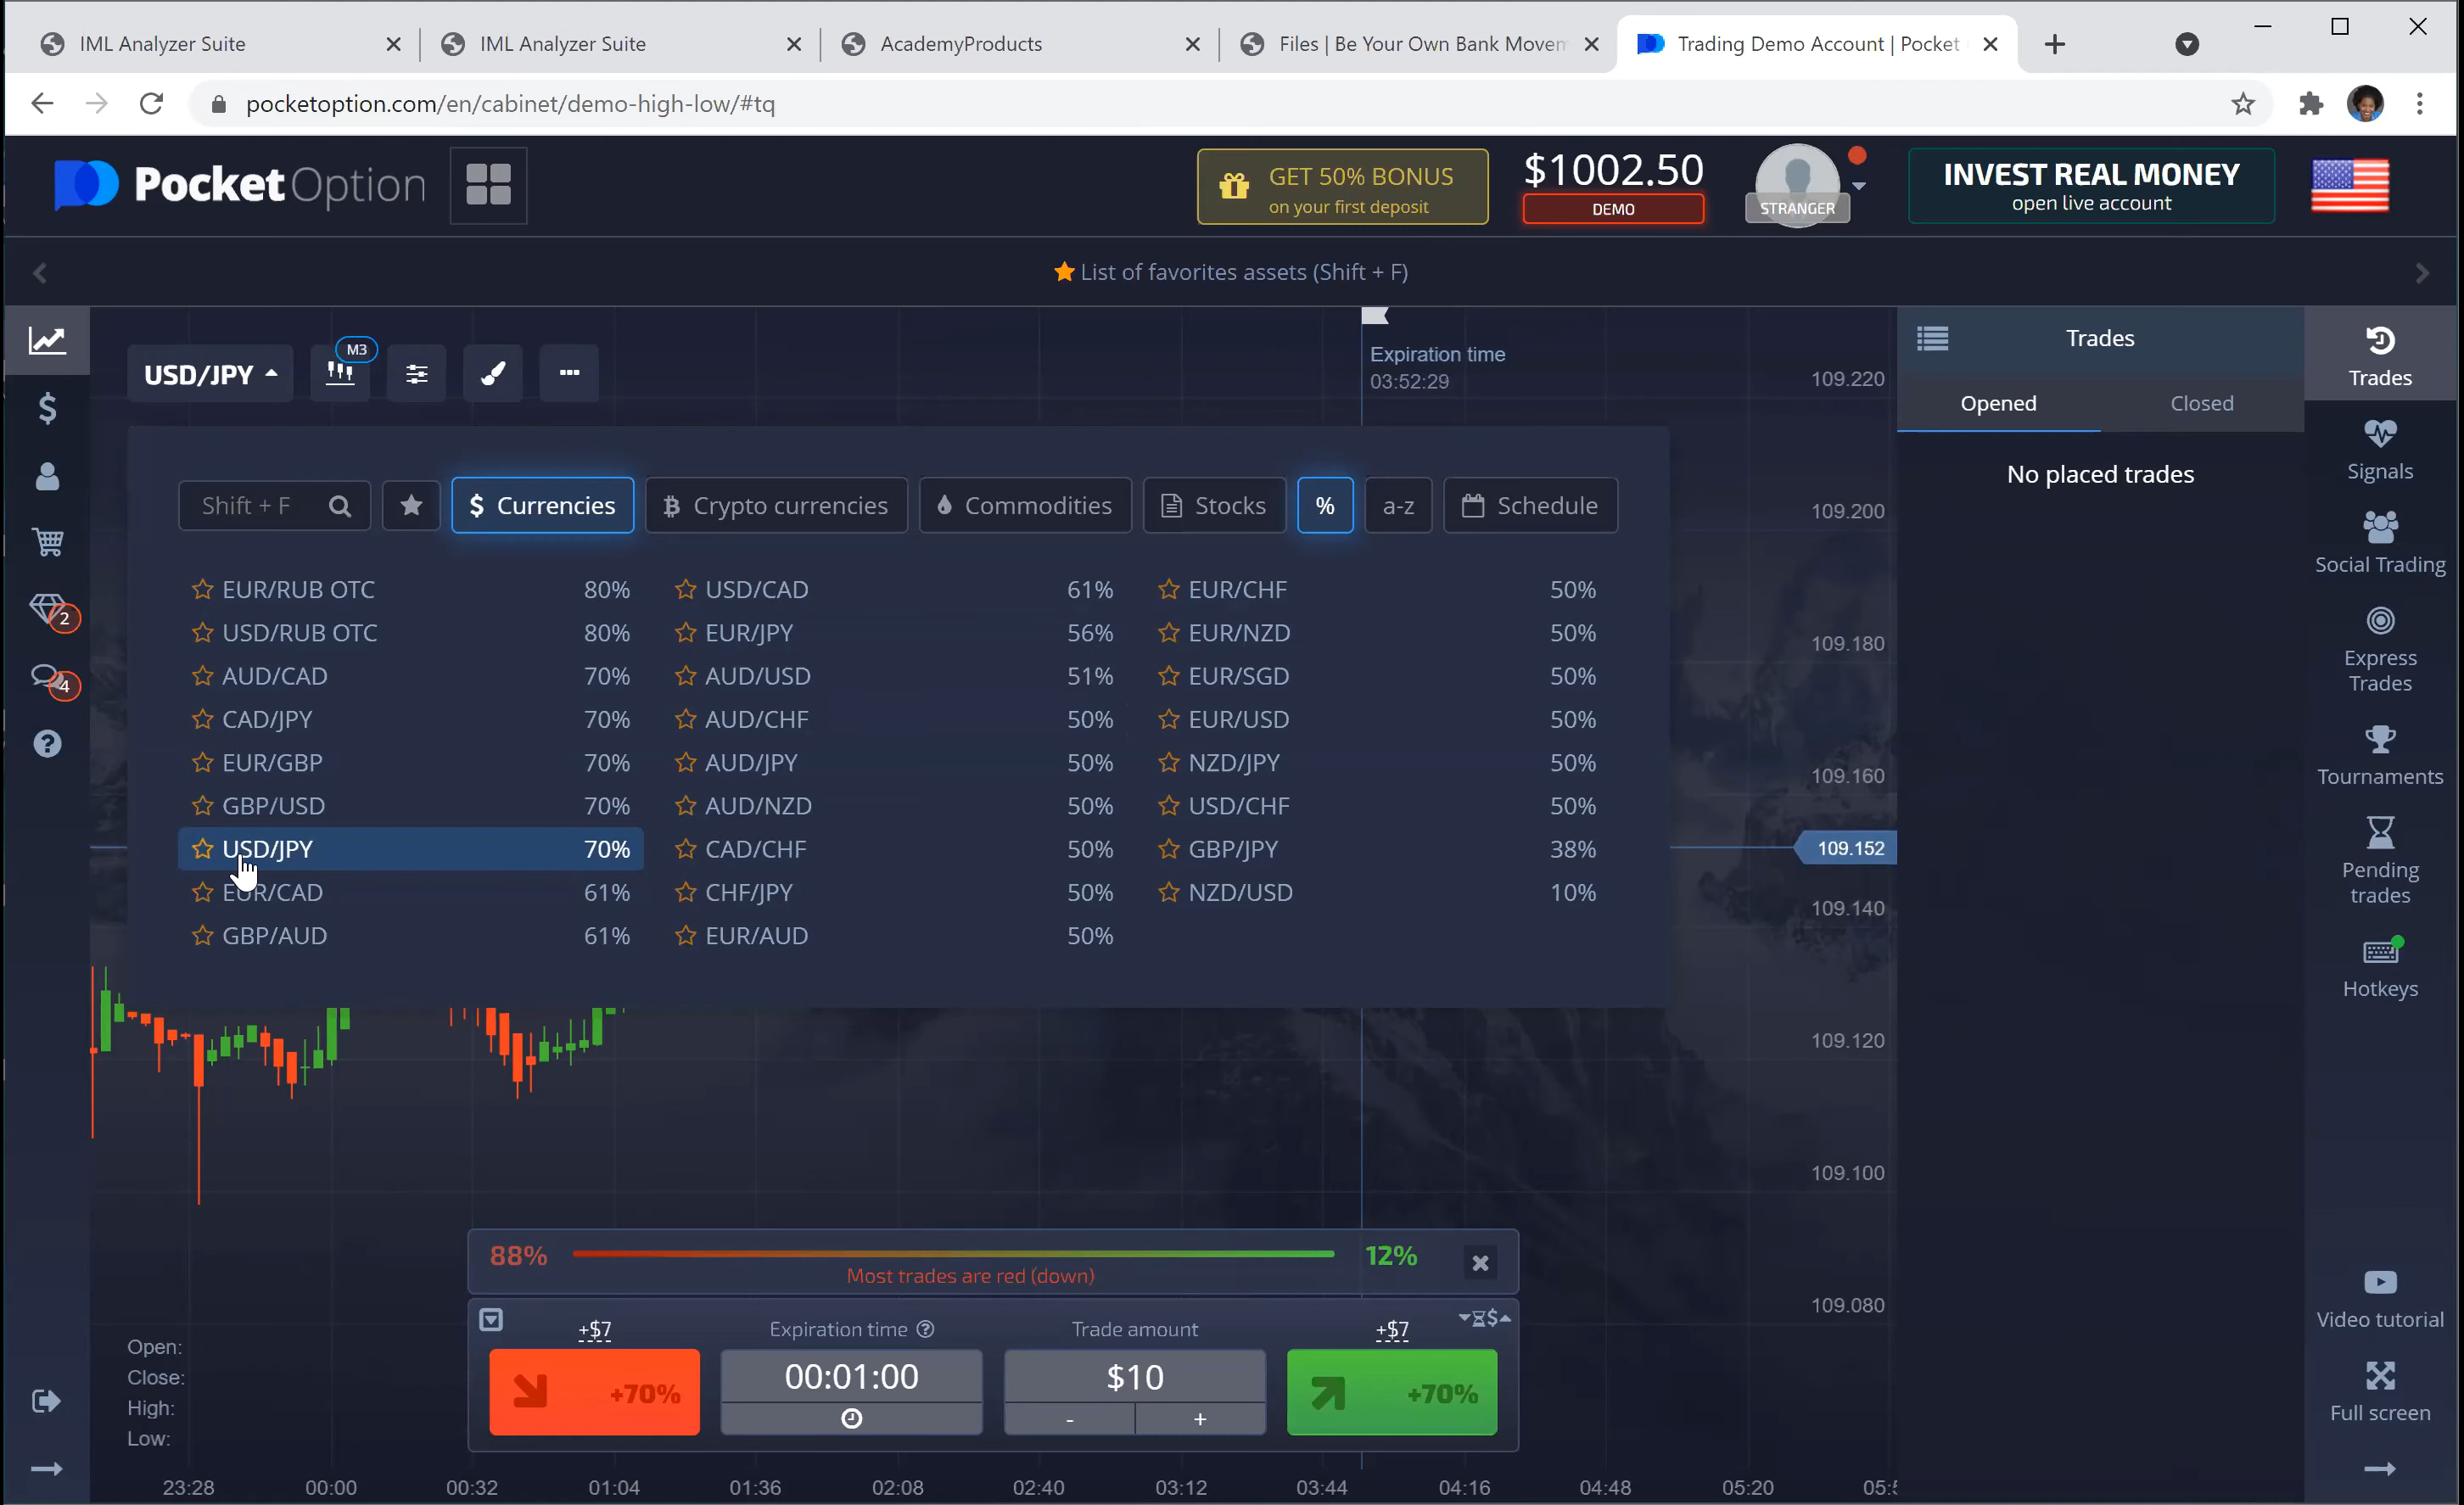 IML Analyzer Suite
IML Analyzer Suite
AcademyProducts
Files | Be Your Own Bank Movem
Trading Demo Account | Pocket
pocketoption.com/en/cabinet/demo-high-low/#tq
PocketOption
GET 50% BONUS
on your first deposit
$1002.50
DEMO
STRANGER
INVEST REAL MONEY
open live account
List of favorites assets (Shift + F)
USD/JPY
M3
Expiration time
03:52:29
Shift + F
$ Currencies
Crypto currencies
Commodities
Stocks
%
a-z
Schedule
EUR/RUB OTC 80%
USD/RUB OTC 80%
AUD/CAD 70%
CAD/JPY 70%
EUR/GBP 70%
GBP/USD 70%
USD/JPY 70%
EUR/CAD 61%
GBP/AUD 61%
USD/CAD 61%
EUR/JPY 56%
AUD/USD 51%
AUD/CHF 50%
AUD/JPY 50%
AUD/NZD 50%
CAD/CHF 50%
CHF/JPY 50%
EUR/AUD 50%
EUR/CHF 50%
EUR/NZD 50%
EUR/SGD 50%
EUR/USD 50%
NZD/JPY 50%
USD/CHF 50%
GBP/JPY 38%
NZD/USD 10%
109.220
109.200
109.180
109.160
109.152
109.140
109.120
109.100
109.080
2
4
Trades
Opened
Closed
No placed trades
Trades
Signals
Social Trading
Express
Trades
Tournaments
Pending
trades
Hotkeys
Video tutorial
Full screen
88%
12%
Most trades are red (down)
+$7
Expiration time
Trade amount
+$7
+70%
00:01:00
$10
- +
+70%
Open:
Close:
High:
Low:
23:28 00:00 00:32 01:04 01:36 02:08 02:40 03:12 03:44 04:16 04:48 05:20